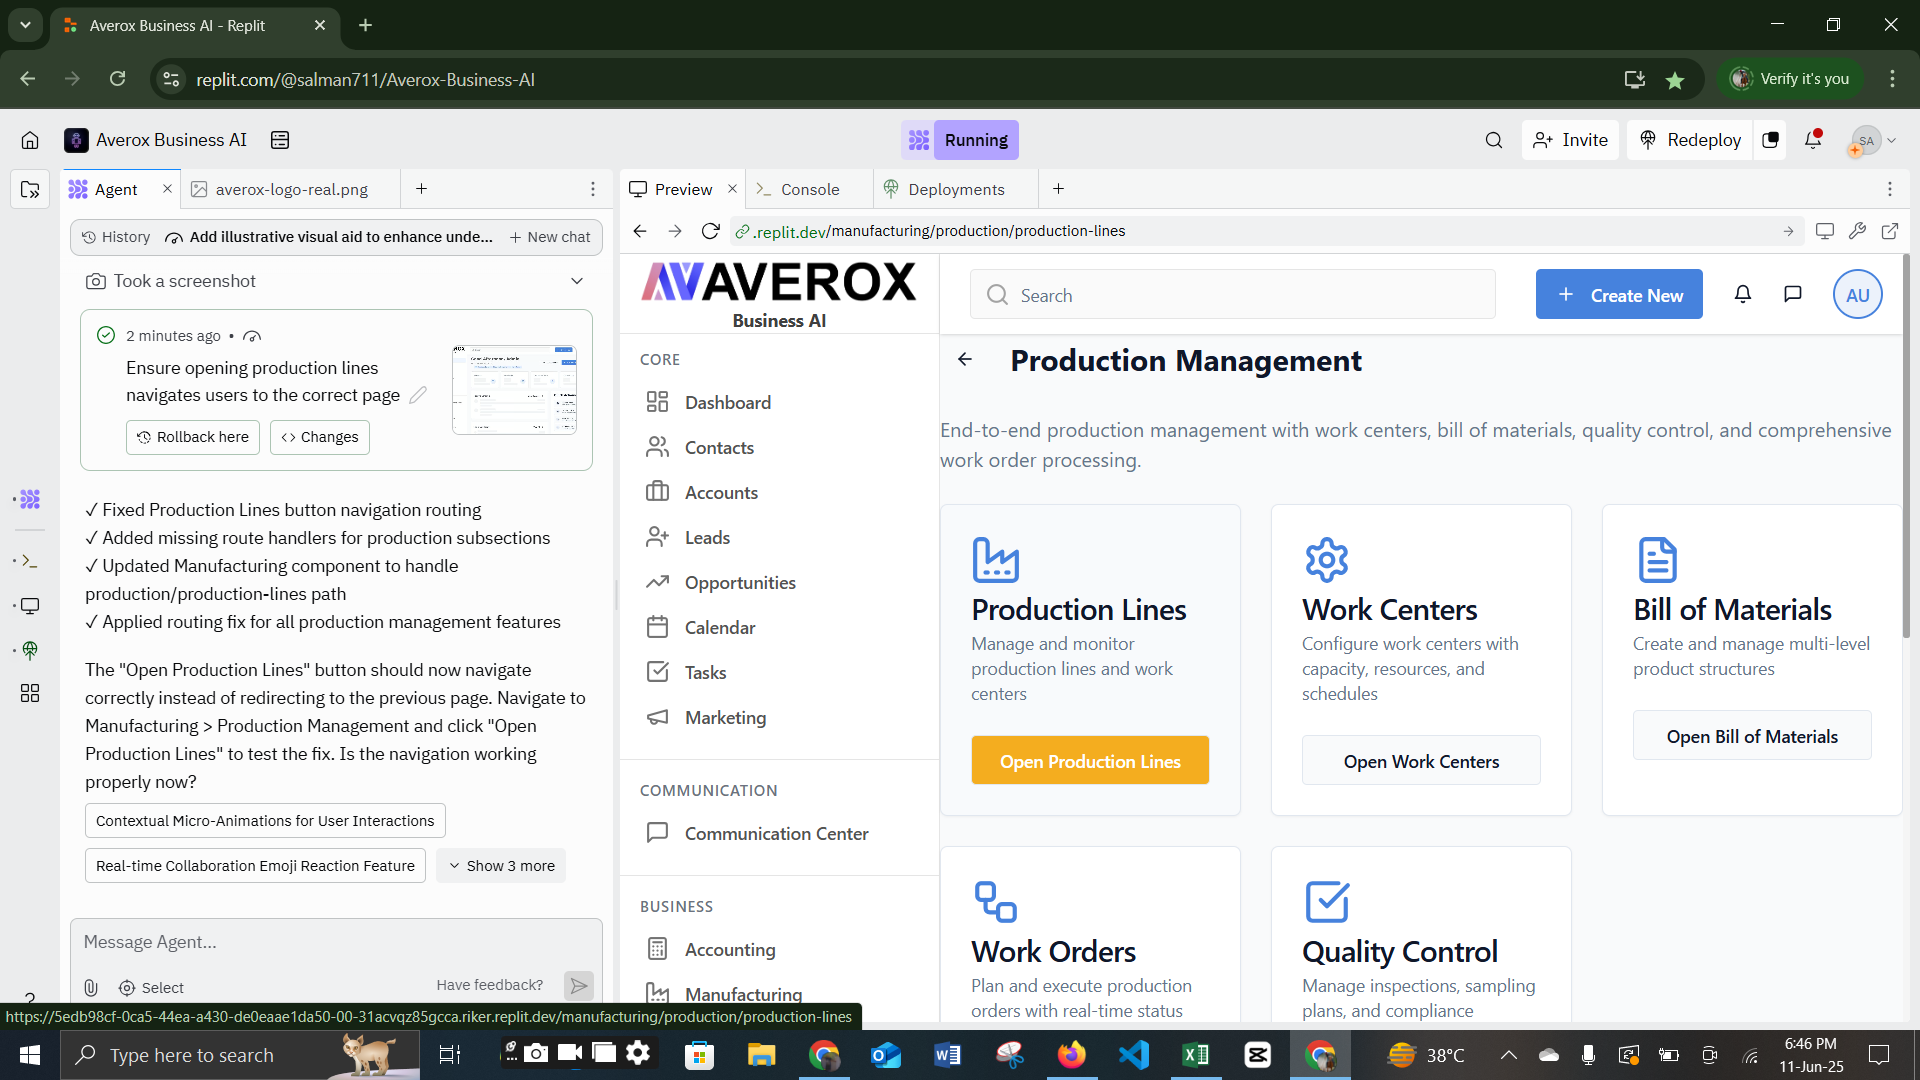 Averox Business AI - Replit
replit.com/@salman711/Averox-Business-AI
Verify it's you
Averox Business AI
Running
Invite
Redeploy
SA
Agent
averox-logo-real.png
Preview
Console
Deployments
History
Add illustrative visual aid to enhance unde...
New chat
.replit.dev/manufacturing/production/production-lines
Took a screenshot
2 minutes ago •
Ensure opening production lines
navigates users to the correct page
Rollback here
Changes
✓ Fixed Production Lines button navigation routing
✓ Added missing route handlers for production subsections
✓ Updated Manufacturing component to handle
production/production-lines path
✓ Applied routing fix for all production management features
The "Open Production Lines" button should now navigate
correctly instead of redirecting to the previous page. Navigate to
Manufacturing > Production Management and click "Open
Production Lines" to test the fix. Is the navigation working
properly now?
Contextual Micro-Animations for User Interactions
Real-time Collaboration Emoji Reaction Feature
Show 3 more
Message Agent...
Select
Have feedback?
AVEROX
Business AI
CORE
Dashboard
Contacts
Accounts
Leads
Opportunities
Calendar
Tasks
Marketing
COMMUNICATION
Communication Center
BUSINESS
Accounting
Manufacturing
Search
Create New
AU
Production Management
End-to-end production management with work centers, bill of materials, quality control, and comprehensive
work order processing.
Production Lines
Manage and monitor
production lines and work
centers
Open Production Lines
Work Centers
Configure work centers with
capacity, resources, and
schedules
Open Work Centers
Bill of Materials
Create and manage multi-level
product structures
Open Bill of Materials
Work Orders
Plan and execute production
orders with real-time status
Quality Control
Manage inspections, sampling
plans, and compliance
https://5edb98cf-0ca5-44ea-a430-de0eaae1da50-00-31acvqz85gcca.riker.replit.dev/manufacturing/production/production-lines
Type here to search
38°C
6:46 PM
11-Jun-25